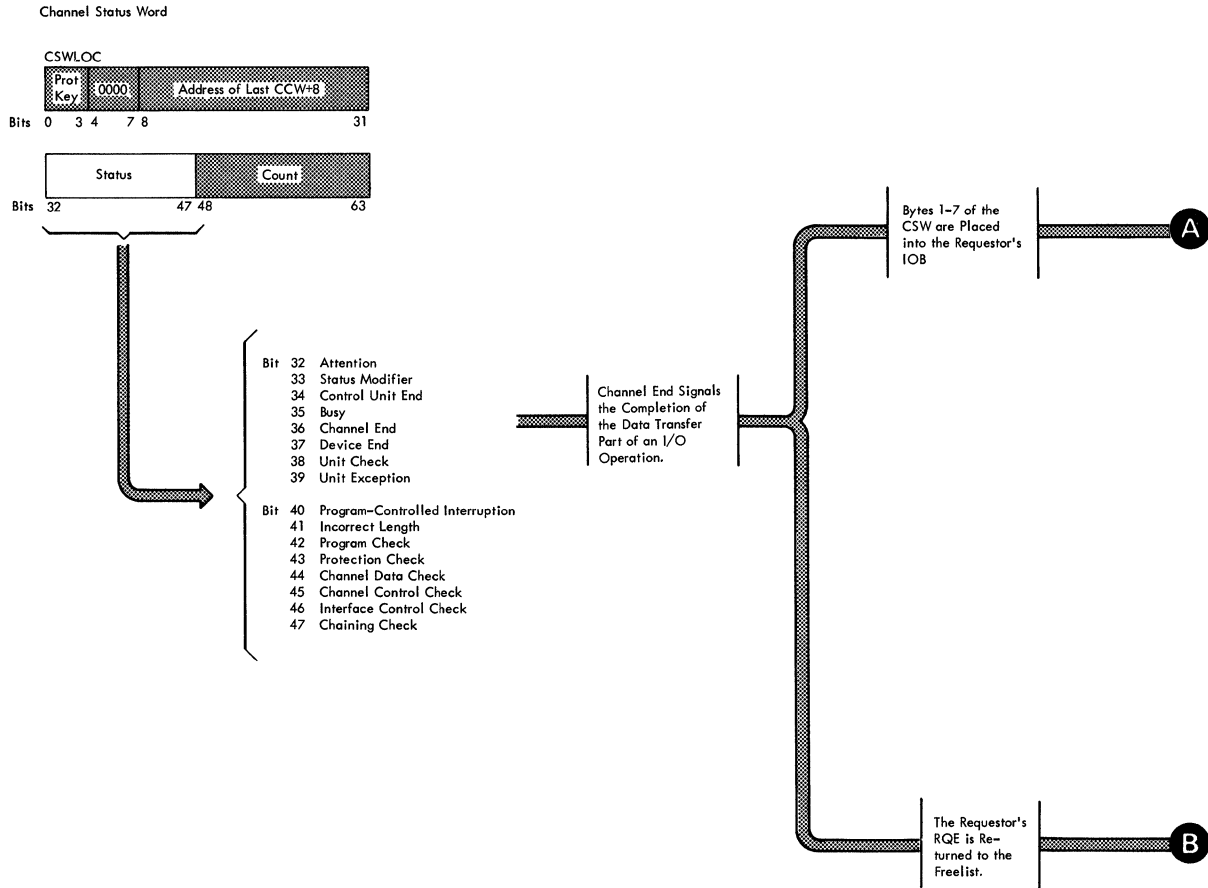 Channel Status Word
CSWLOC
Prot
Key
0000
Address of Last CCW+8
Bits 0 3 4 7 8 31
Status
Count
Bits 32 47 48 63
Bytes 1-7 of the
CSW are Placed
into the Requestor's
IOB
A
Bit 32 Attention
33 Status Modifier
34 Control Unit End
35 Busy
36 Channel End
37 Device End
38 Unit Check
39 Unit Exception
Bit 40 Program-Controlled Interruption
41 Incorrect Length
42 Program Check
43 Protection Check
44 Channel Data Check
45 Channel Control Check
46 Interface Control Check
47 Chaining Check
Channel End Signals
the Completion of
the Data Transfer
Part of an I/O
Operation.
The Requestor's
RQE is Re-
turned to the
Freelist.
B